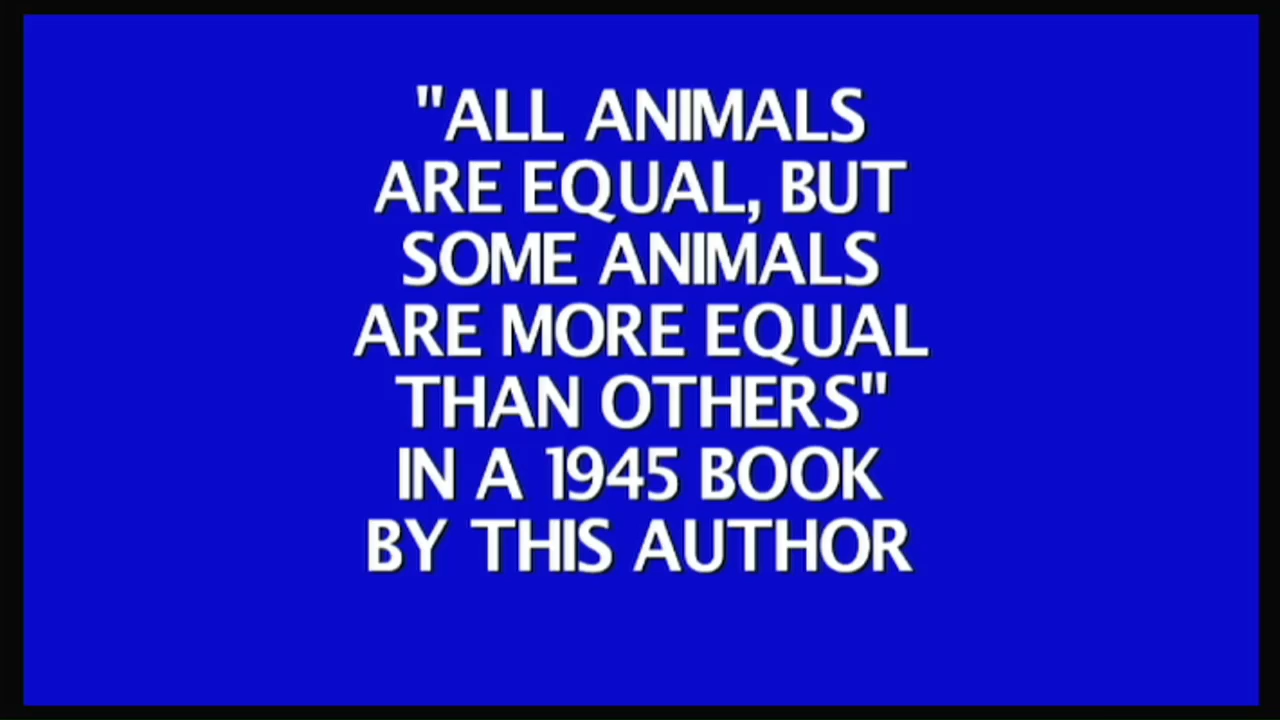 "ALL ANIMALS
ARE EQUAL, BUT
SOME ANIMALS
ARE MORE EQUAL
THAN OTHERS"
IN A 1945 BOOK
BY THIS AUTHOR